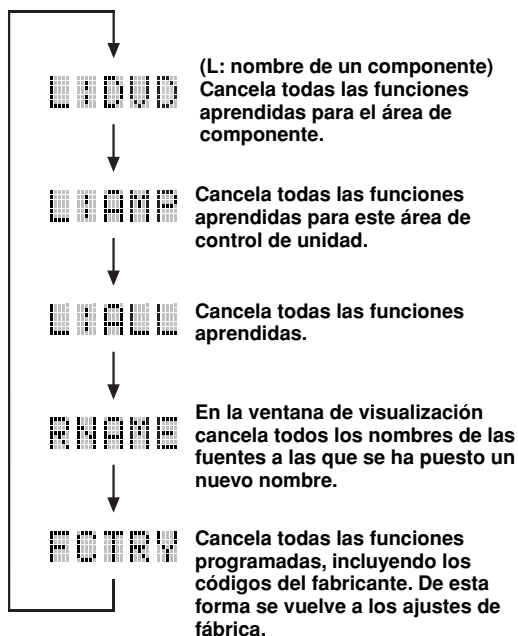 (L: nombre de un componente)
L:DVD
Cancela todas las funciones
aprendidas para el área de
componente.
L:AMP
Cancela todas las funciones
aprendidas para este área de
control de unidad.
L:ALL
Cancela todas las funciones
aprendidas.
RNAME
En la ventana de visualización
cancela todos los nombres de las
fuentes a las que se ha puesto un
nuevo nombre.
FCTRY
Cancela todas las funciones
programadas, incluyendo los
códigos del fabricante. De esta
forma se vuelve a los ajustes de
fábrica.